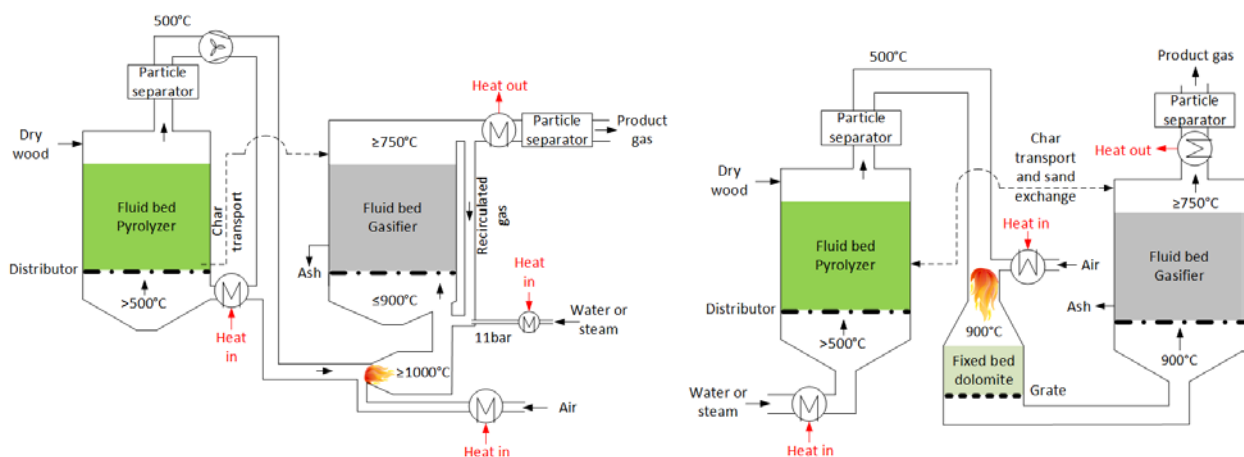 500°C
Particle
separator
Dry
wood
Fluid bed
Pyrolyzer
Char
transport
Distributor
>500°C
Heat
in
≥750°C
Fluid bed
Gasifier
Ash
≤900°C
Recirculated
gas
Heat out
Particle
separator
Product
gas
Heat
in
Water or
steam
11bar
≥1000°C
Air
Heat in
500°C
Particle
separator
Dry
wood
Fluid bed
Pyrolyzer
Distributor
>500°C
Water or
steam
Heat in
Char
transport
and sand
exchange
Heat in
Air
900°C
Fixed bed
dolomite
Grate
Product gas
Particle
separator
Heat out
≥750°C
Fluid bed
Gasifier
Ash
900°C